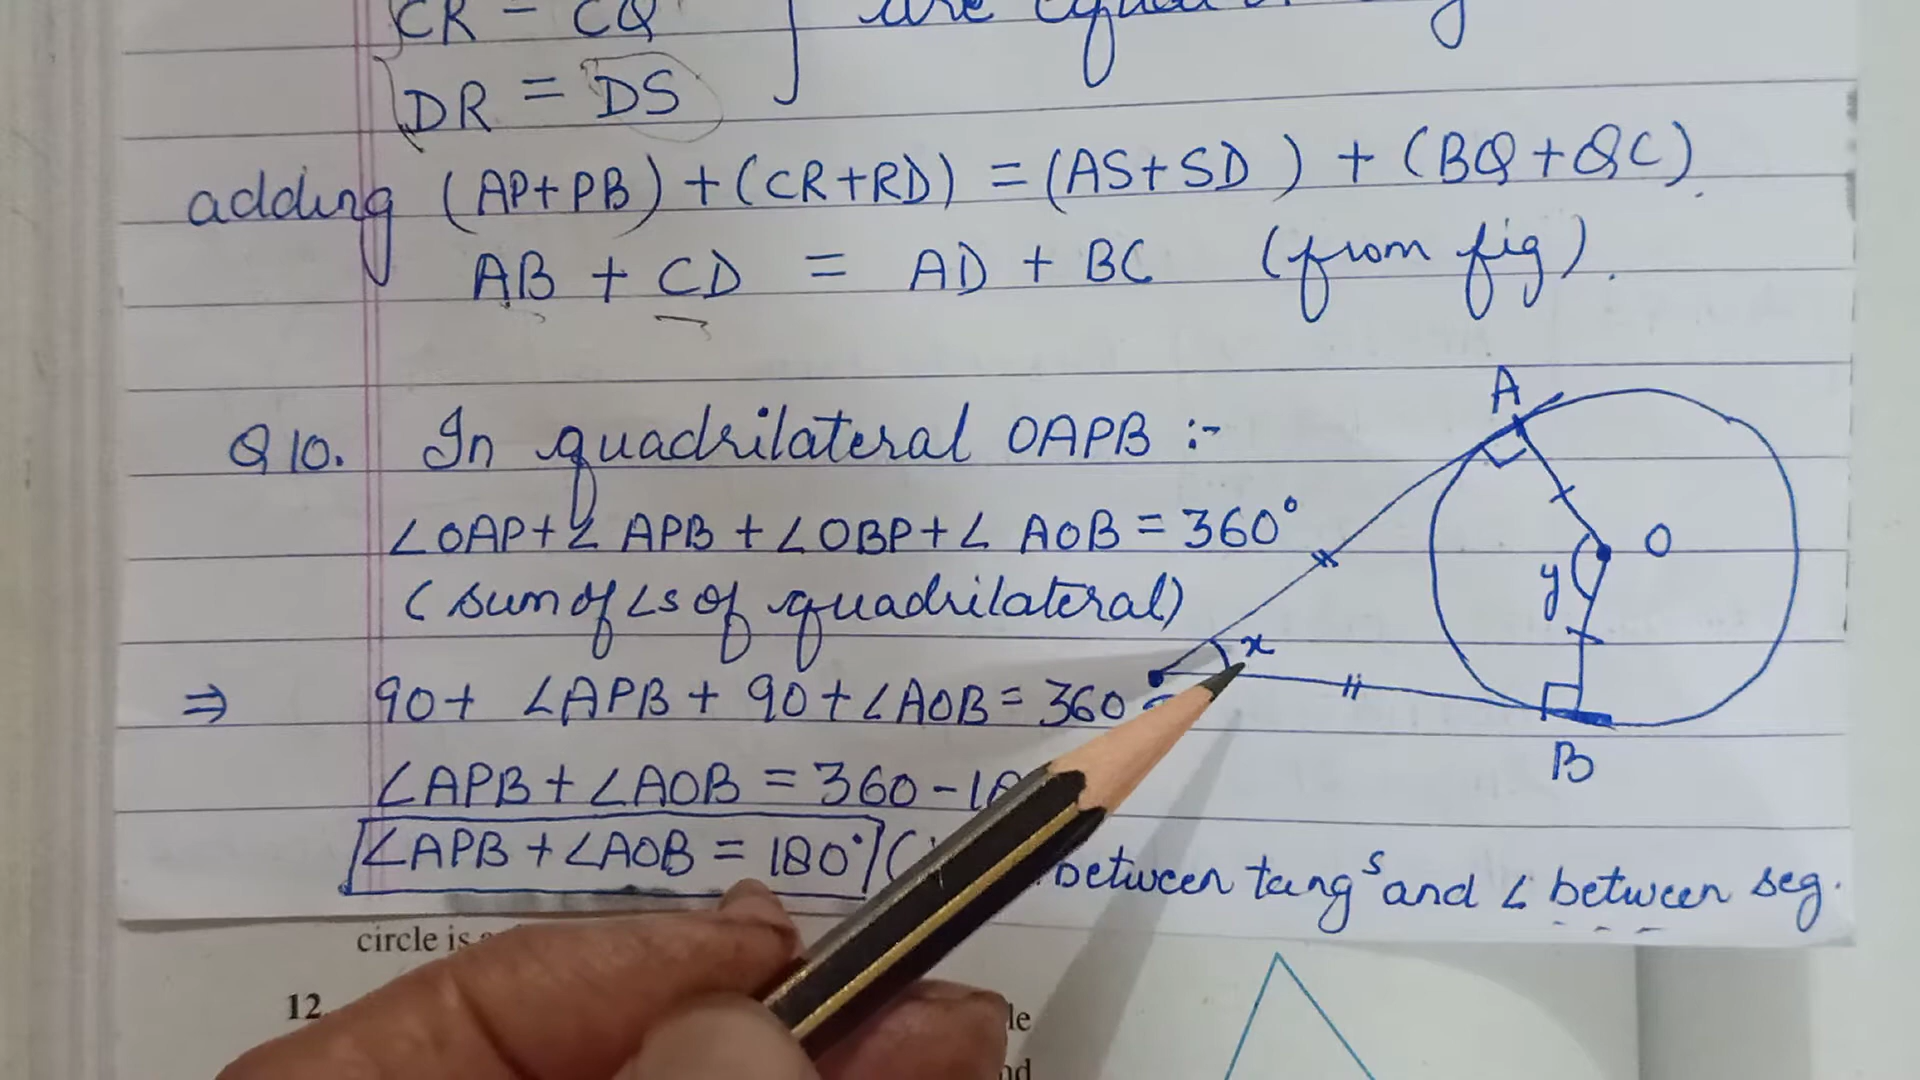 CR = CQ
DR = DS
adding (AP+PB) + (CR+RD) = (AS+SD) + (BQ+QC).
AB + CD = AD + BC (from fig).
Q10. In quadrilateral OAPB :-
∠OAP+∠APB+∠OBP+∠AOB=360°
(sum of ∠s of quadrilateral)
⇒ 90+ ∠APB + 90+∠AOB=360
∠APB+∠AOB = 360-
∠APB+∠AOB = 180° ( between tangˢ and ∠ between seg.
A
O
y
x
B
circle is
12.